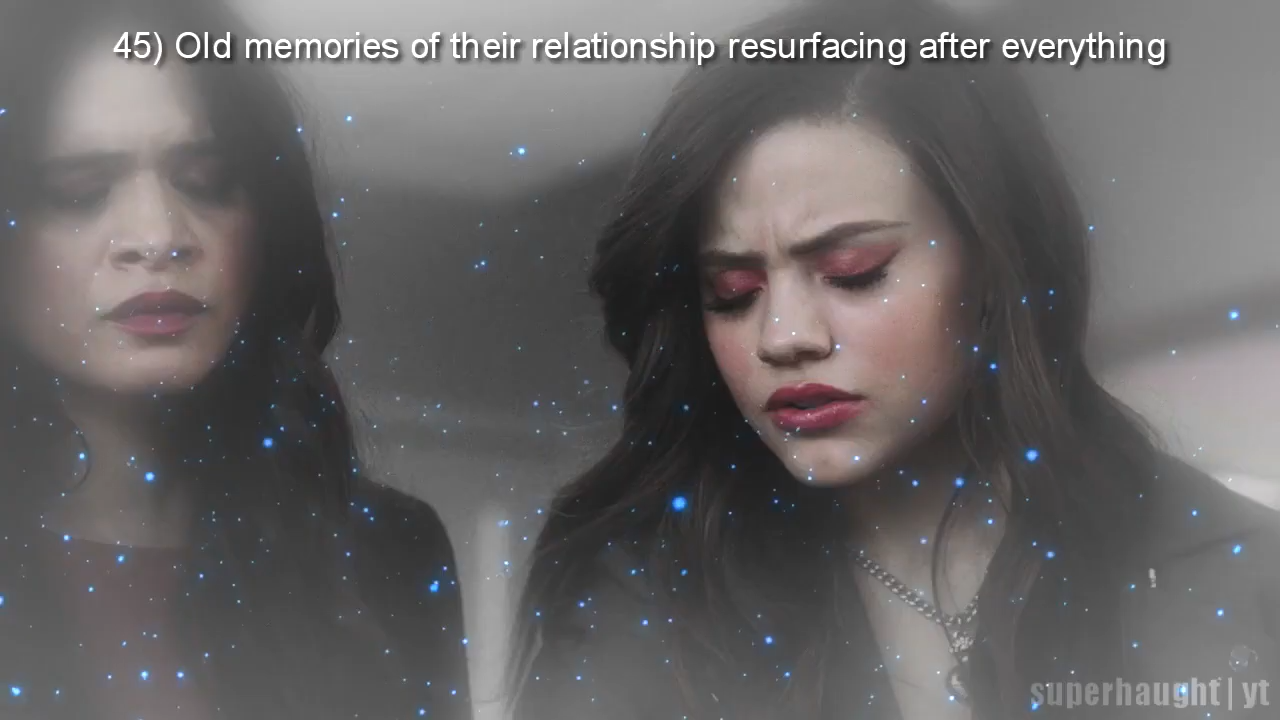 45) Old memories of their relationship resurfacing after everything
superhaught|yt